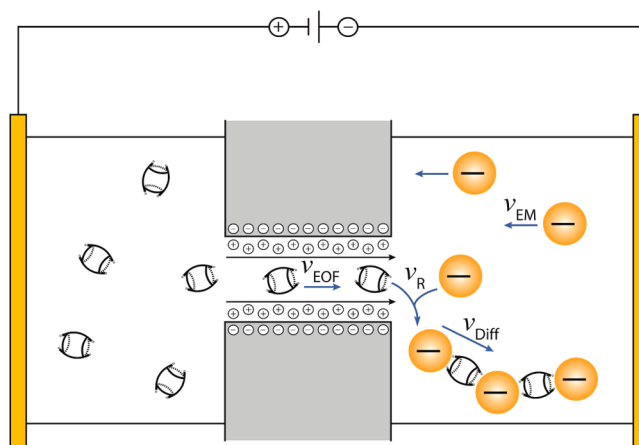 + −
− − − − − − − − − −
+ + + + + + + + + +
v_EOF
+ + + + + + + + + +
− − − − − − − − − −
−
−
v_EM
v_R
−
v_Diff
−
−
−